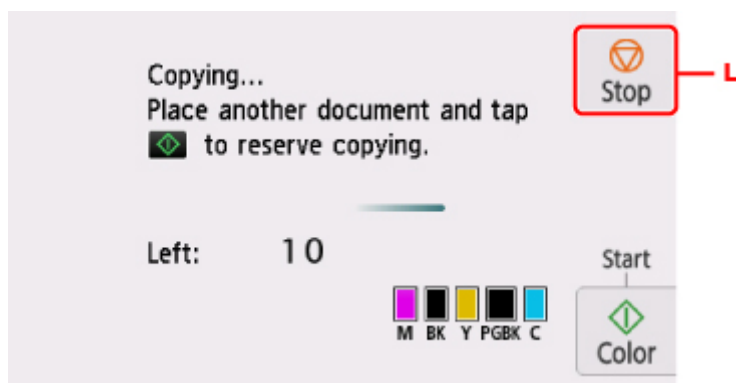 Copying...
Place another document and tap
to reserve copying.
Stop
L
Left: 10
Start
M BK Y PGBK C
Color